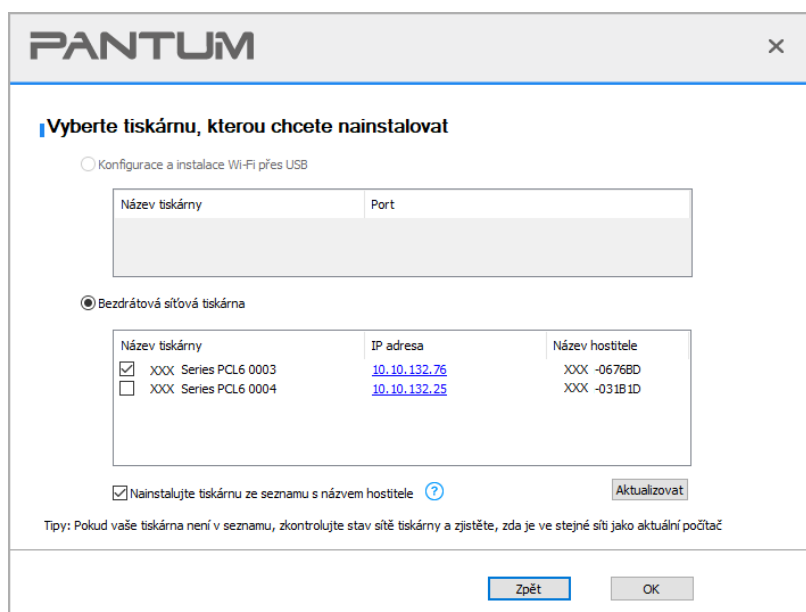 PANTUM
Vyberte tiskárnu, kterou chcete nainstalovat
Konfigurace a instalace Wi-Fi přes USB
Název tiskárny Port
Bezdrátová síťová tiskárna
Název tiskárny IP adresa Název hostitele
XXX Series PCL6 0003 10.10.132.76 XXX -0676BD
XXX Series PCL6 0004 10.10.132.25 XXX -031B1D
Nainstalujte tiskárnu ze seznamu s názvem hostitele ? Aktualizovat
Tipy: Pokud vaše tiskárna není v seznamu, zkontrolujte stav sítě tiskárny a zjistěte, zda je ve stejné síti jako aktuální počítač
Zpět OK